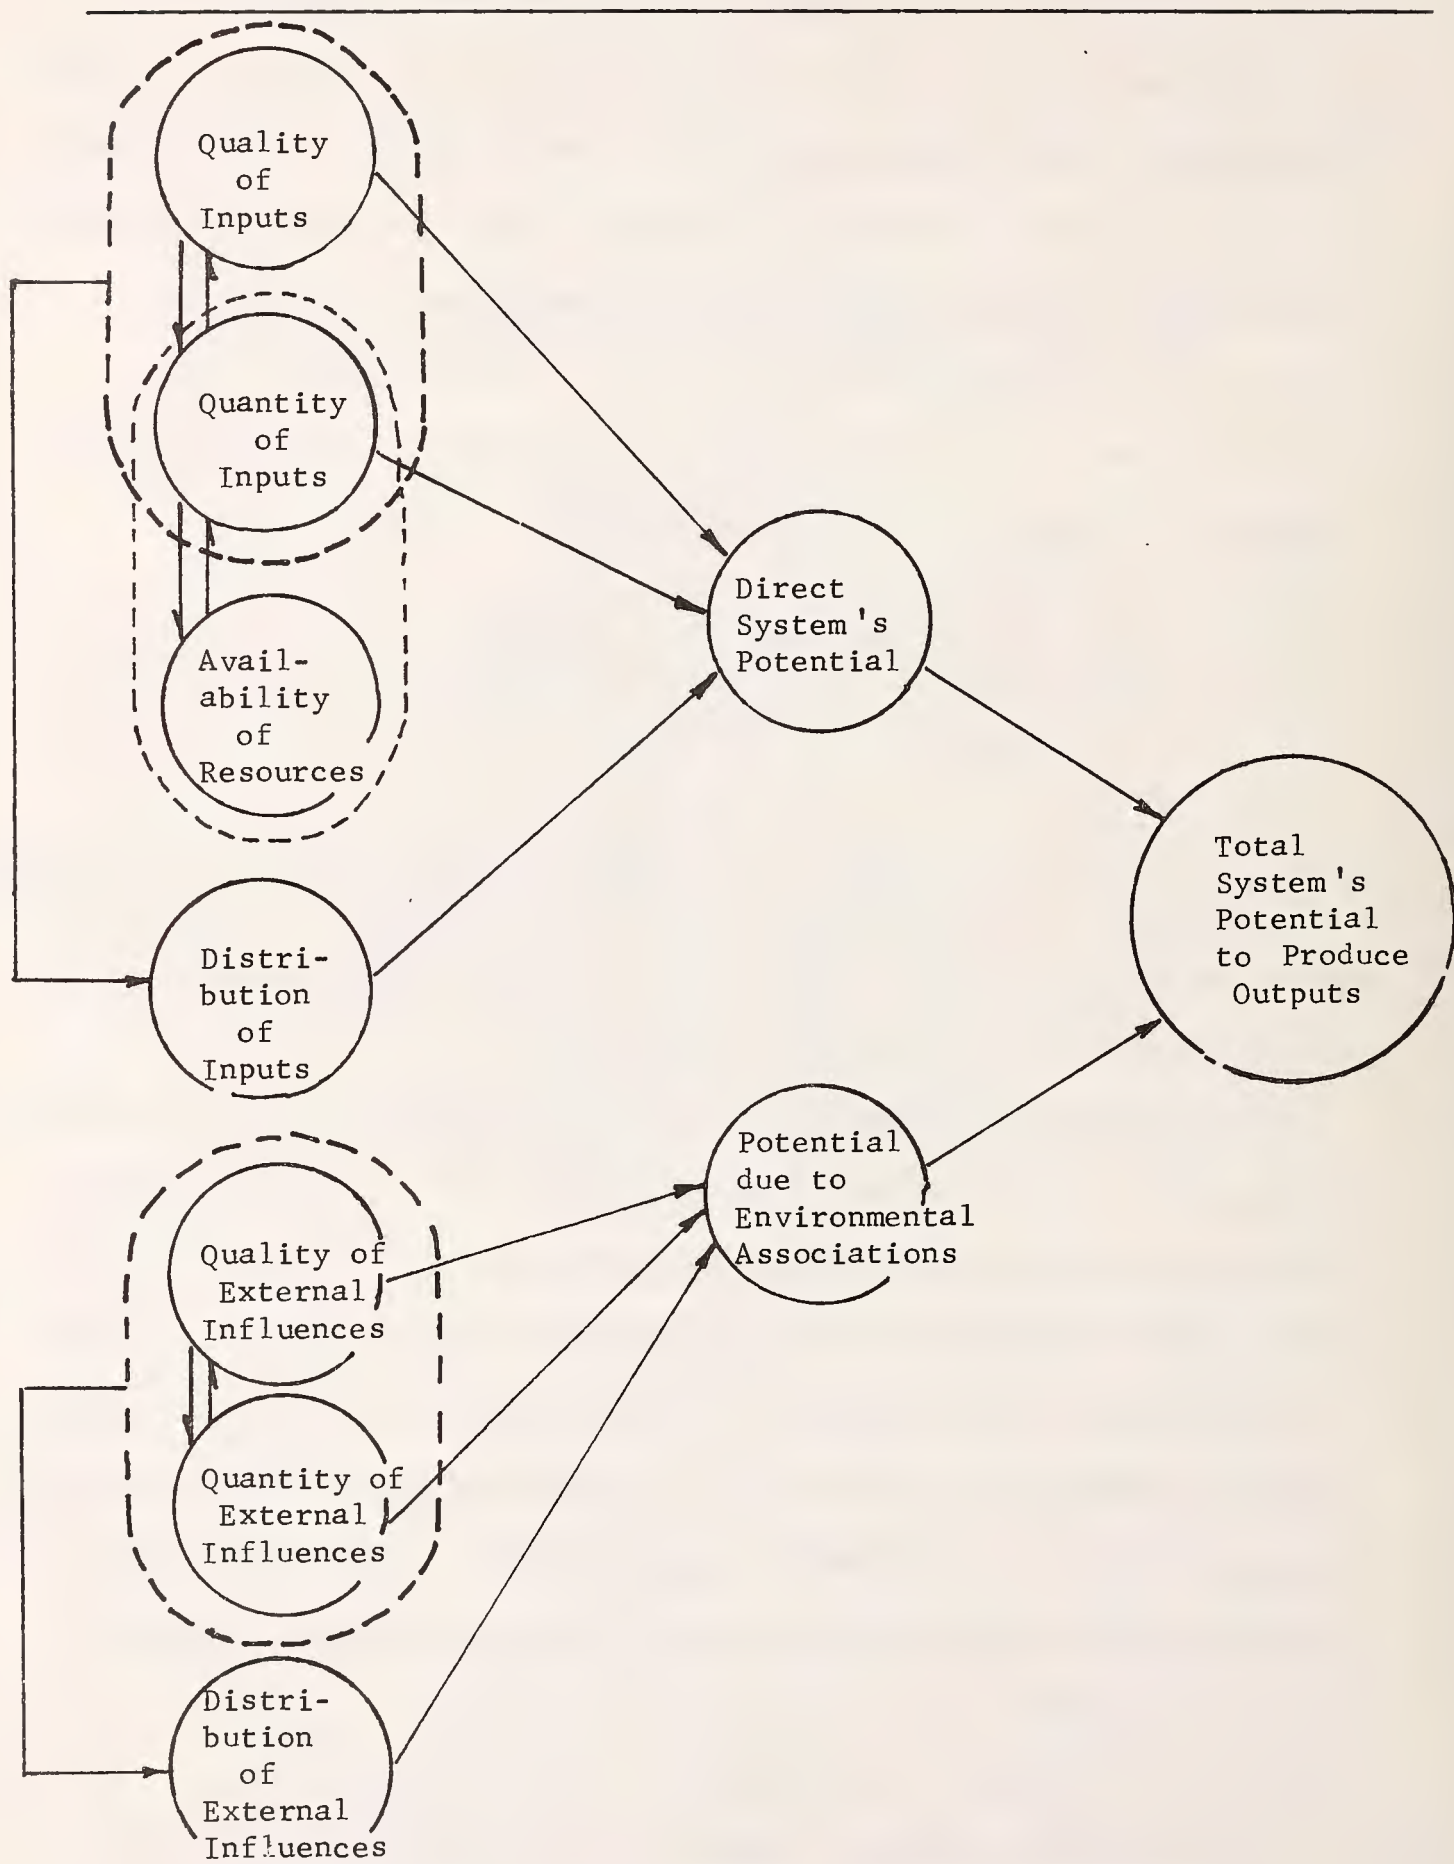 Quality
of
Inputs
Quantity
of
Inputs
Avail-
ability
of
Resources
Distri-
bution
of
Inputs
Direct
System's
Potential
Total
System's
Potential
to Produce
Outputs
Potential
due to
Environmental
Associations
Quality of
External
Influences
Quantity of
External
Influences
Distri-
bution
of
External
Influences